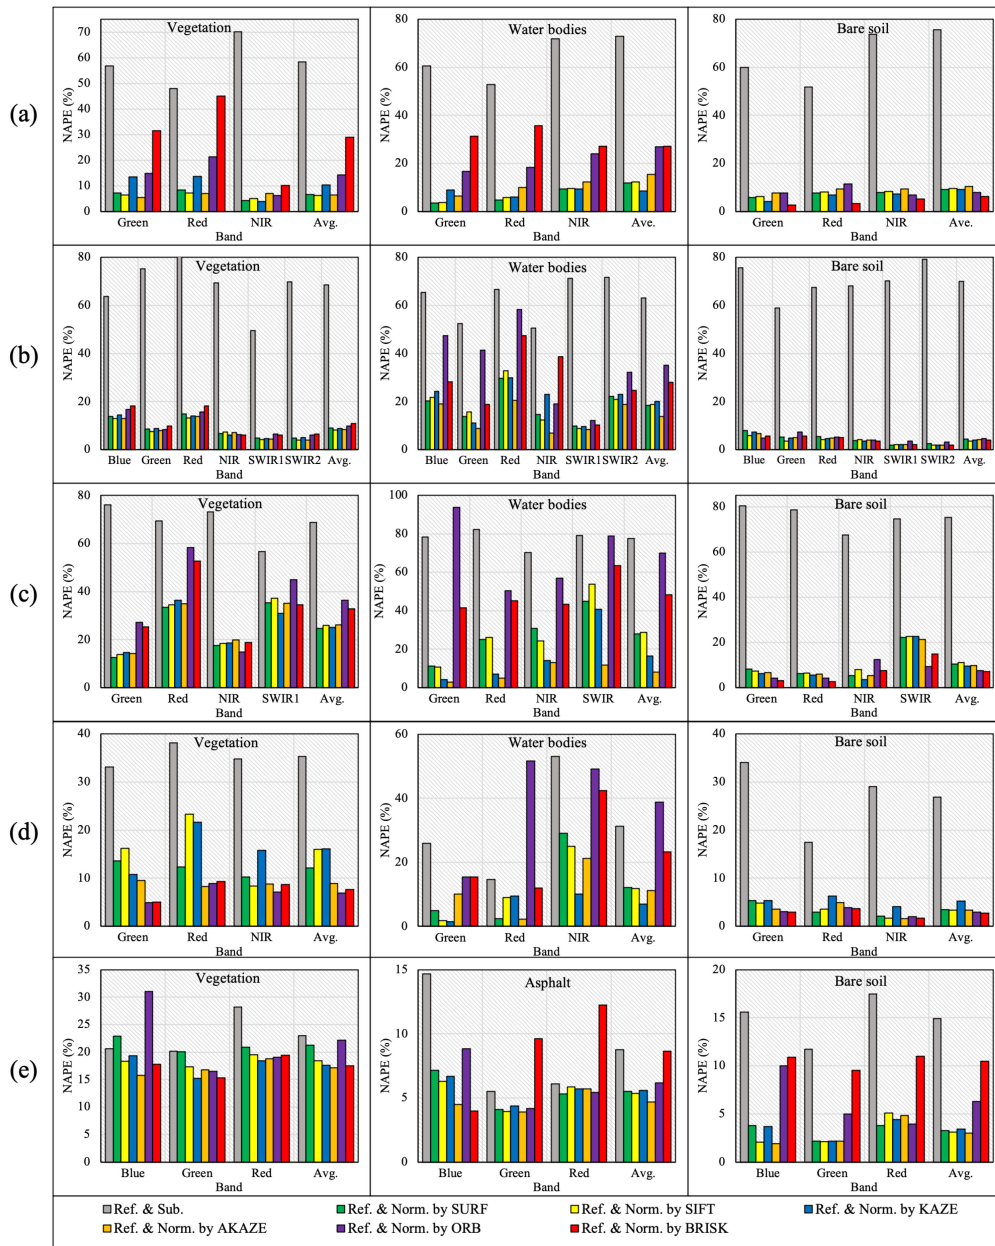 (a)
Vegetation
NAPE (%)
80
70
60
50
40
30
20
10
0
Green Red NIR Avg.
Band
Water bodies
NAPE (%)
80
60
40
20
0
Green Red NIR Ave.
Band
Bare soil
NAPE (%)
80
60
40
20
0
Green Red NIR Ave.
Band
(b)
Vegetation
NAPE (%)
80
60
40
20
0
Blue Green Red NIR SWIR1 SWIR2 Avg.
Band
Water bodies
NAPE (%)
80
60
40
20
0
Blue Green Red NIR SWIR1 SWIR2 Avg.
Band
Bare soil
NAPE (%)
80
60
40
20
0
Blue Green Red NIR SWIR1 SWIR2 Avg.
Band
(c)
Vegetation
NAPE (%)
80
60
40
20
0
Green Red NIR SWIR1 Avg.
Band
Water bodies
NAPE (%)
100
80
60
40
20
0
Green Red NIR SWIR Avg.
Band
Bare soil
NAPE (%)
80
60
40
20
0
Green Red NIR SWIR Avg.
Band
(d)
Vegetation
NAPE (%)
40
30
20
10
0
Green Red NIR Avg.
Band
Water bodies
NAPE (%)
60
40
20
0
Green Red NIR Avg.
Band
Bare soil
NAPE (%)
40
30
20
10
0
Green Red NIR Avg.
Band
(e)
Vegetation
NAPE (%)
35
30
25
20
15
10
5
0
Blue Green Red Avg.
Band
Asphalt
NAPE (%)
15
10
5
0
Blue Green Red Avg.
Band
Bare soil
NAPE (%)
20
15
10
5
0
Blue Green Red Avg.
Band
Ref. & Sub. Ref. & Norm. by SURF Ref. & Norm. by SIFT Ref. & Norm. by KAZE
Ref. & Norm. by AKAZE Ref. & Norm. by ORB Ref. & Norm. by BRISK